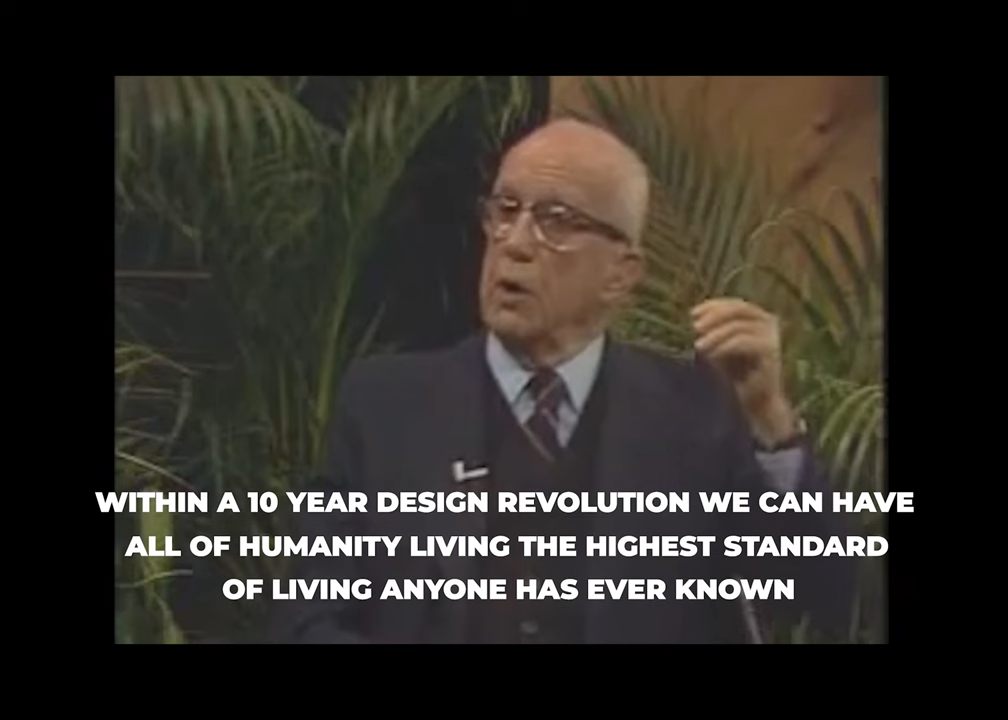 WITHIN A 10 YEAR DESIGN REVOLUTION WE CAN HAVE
ALL OF HUMANITY LIVING THE HIGHEST STANDARD
OF LIVING ANYONE HAS EVER KNOWN